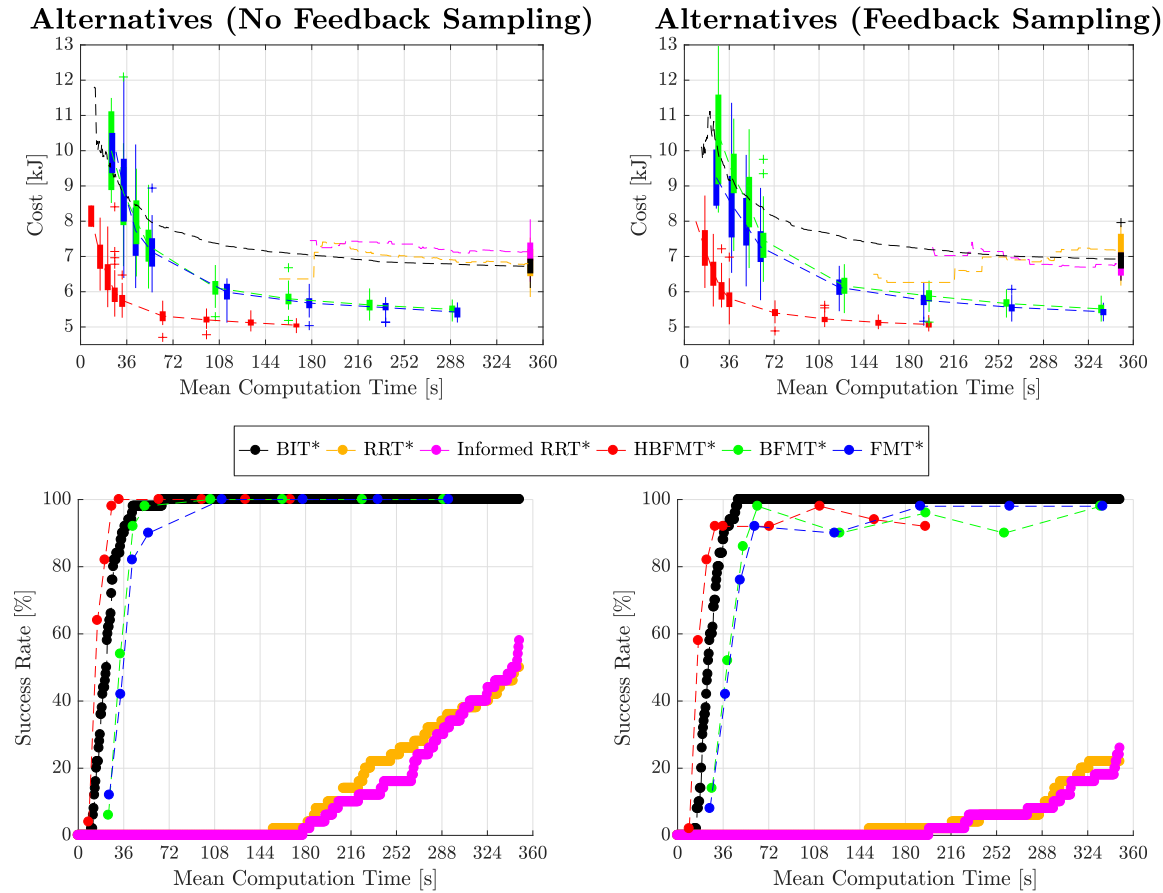 Alternatives (No Feedback Sampling)
Alternatives (Feedback Sampling)
13
12
11
10
9
8
7
6
5
Cost [kJ]
0 36 72 108 144 180 216 252 288 324 360
Mean Computation Time [s]
13
12
11
10
9
8
7
6
5
Cost [kJ]
0 36 72 108 144 180 216 252 288 324 360
Mean Computation Time [s]
BIT* RRT* Informed RRT* HBFMT* BFMT* FMT*
100
80
60
40
20
0
Success Rate [%]
0 36 72 108 144 180 216 252 288 324 360
Mean Computation Time [s]
100
80
60
40
20
0
Success Rate [%]
0 36 72 108 144 180 216 252 288 324 360
Mean Computation Time [s]